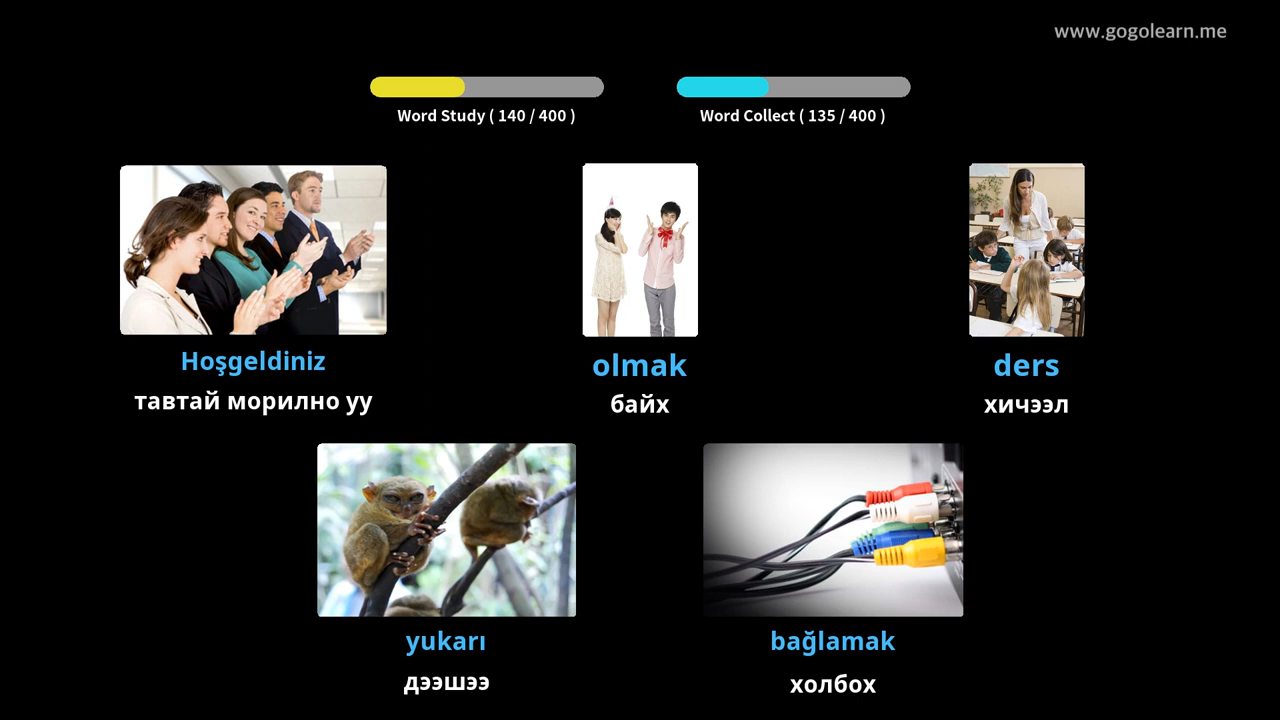 www.gogolearn.me
Word Study ( 140 / 400 )
Word Collect ( 135 / 400 )
Hoşgeldiniz
тавтай морилно уу
olmak
байх
ders
хичээл
yukarı
дээшээ
bağlamak
холбох